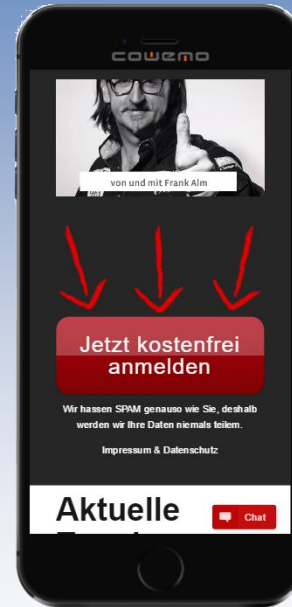 cowemo
von und mit Frank Alm
Jetzt kostenfrei
anmelden
Wir hassen SPAM genauso wie Sie, deshalb
werden wir Ihre Daten niemals teilem.
Impressum & Datenschutz
Aktuelle
Chat